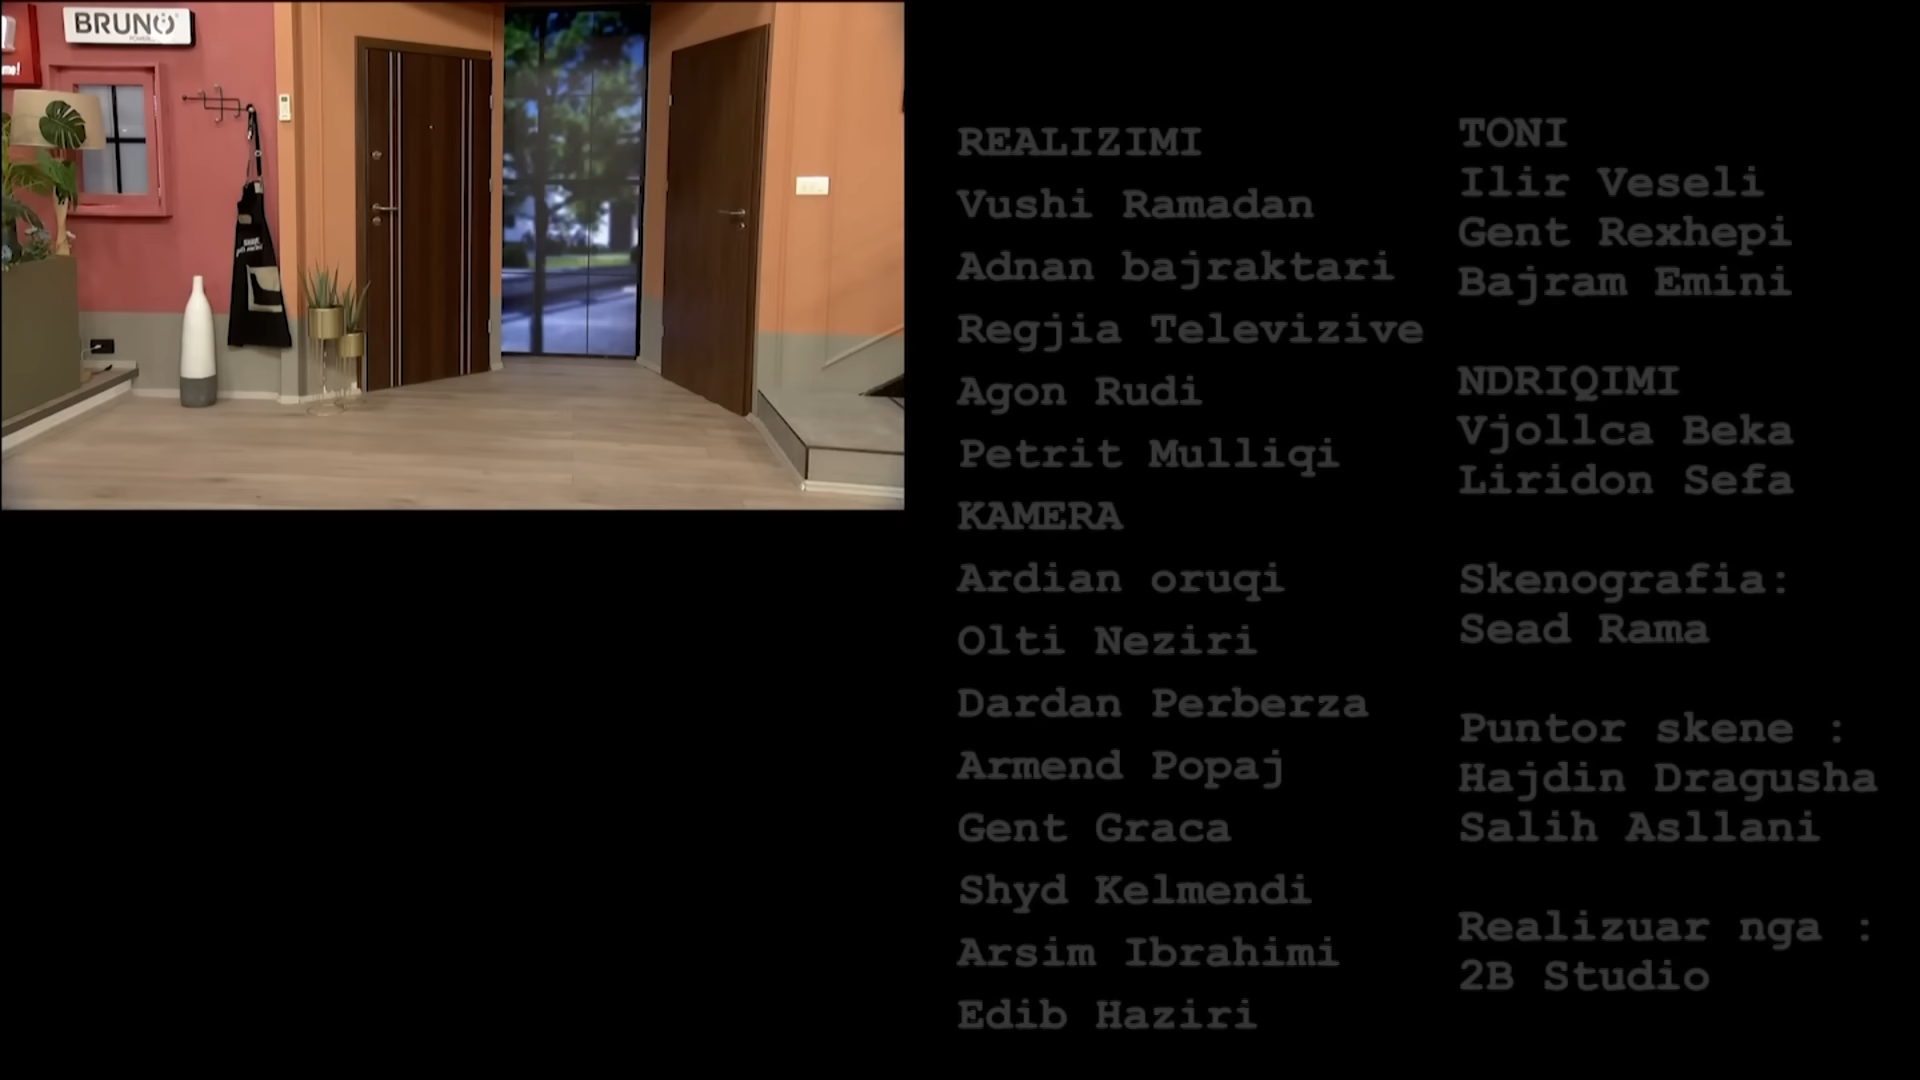 BRUNO
me!
REALIZIMI
Vushi Ramadan
Adnan bajraktari
Regjia Televizive
Agon Rudi
Petrit Mulliqi
KAMERA
Ardian oruqi
Olti Neziri
Dardan Perberza
Armend Popaj
Gent Graca
Shyd Kelmendi
Arsim Ibrahimi
Edib Haziri
TONI
Ilir Veseli
Gent Rexhepi
Bajram Emini
NDRIQIMI
Vjollca Beka
Liridon Sefa
Skenografia:
Sead Rama
Puntor skene :
Hajdin Dragusha
Salih Asllani
Realizuar nga :
2B Studio